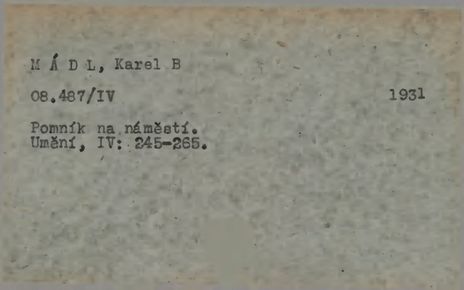 M Á D L, Karel B
08.487/IV 1931
Pomník na náměstí.
Umění, IV: 245-265.